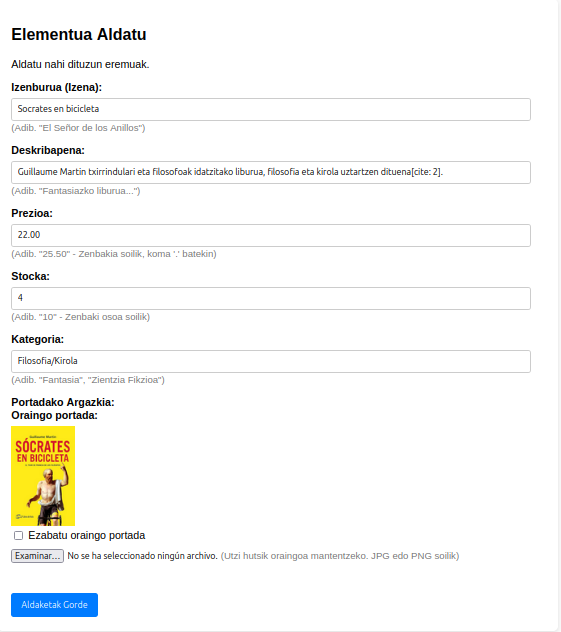 Elementua Aldatu
Aldatu nahi dituzun eremuak.
Izenburua (Izena):
Socrates en bicicleta
(Adib. "El Señor de los Anillos")
Deskribapena:
Guillaume Martin txirrindulari eta filosofoak idatzitako liburua, filosofia eta kirola uztartzen dituena[cite: 2].
(Adib. "Fantasiazko liburua...")
Prezioa:
22.00
(Adib. "25.50" - Zenbakia soilik, koma '.' batekin)
Stocka:
4
(Adib. "10" - Zenbaki osoa soilik)
Kategoria:
Filosofia/Kirola
(Adib. "Fantasia", "Zientzia Fikzioa")
Portadako Argazkia:
Oraingo portada:
Guillaume Martin
SÓCRATES
EN BICICLETA
Ezabatu oraingo portada
Examinar... No se ha seleccionado ningún archivo. (Utzi hutsik oraingoa mantentzeko. JPG edo PNG soilik)
Aldaketak Gorde